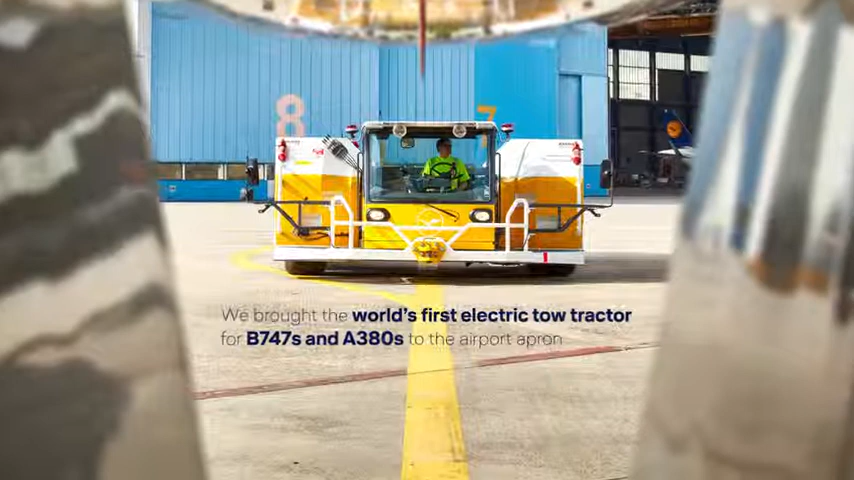 8
7
We brought the world's first electric tow tractor
for B747s and A380s to the airport apron